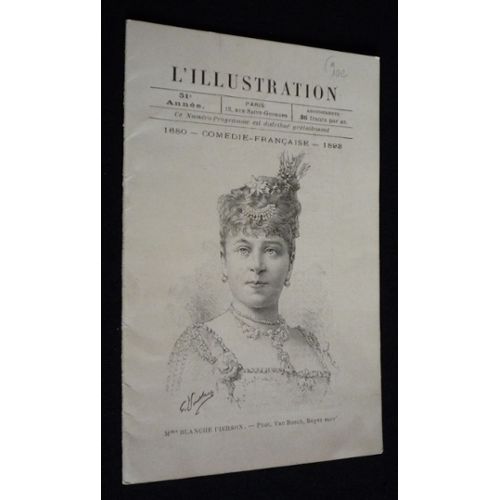 L'ILLUSTRATION
51e Année.
PARIS
13, rue Saint-Georges
ABONNEMENTS
36 francs par an.
Ce Numéro-Programme est distribué gratuitement
1680 — COMÉDIE-FRANÇAISE — 1893
Mme BLANCHE PIERSON. — Phot. Van Bosch, Boyer succr